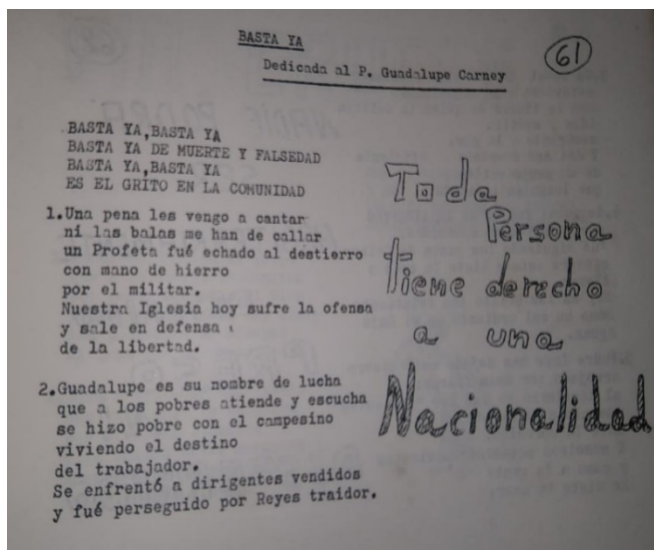 BASTA YA
61
Dedicada al P. Guadalupe Carney
BASTA YA,BASTA YA
BASTA YA DE MUERTE Y FALSEDAD
BASTA YA,BASTA YA
ES EL GRITO EN LA COMUNIDAD
1.Una pena les vengo a cantar
ni las balas me han de callar
un Profeta fué echado al destierro
con mano de hierro
por el militar.
Nuestra Iglesia hoy sufre la ofensa
y sale en defensa
de la libertad.
2.Guadalupe es su nombre de lucha
que a los pobres atiende y escucha
se hizo pobre con el campesino
viviendo el destino
del trabajador.
Se enfrentó a dirigentes vendidos
y fué perseguido por Reyes traidor.
Toda
Persona
tiene derecho
a una
Nacionalidad